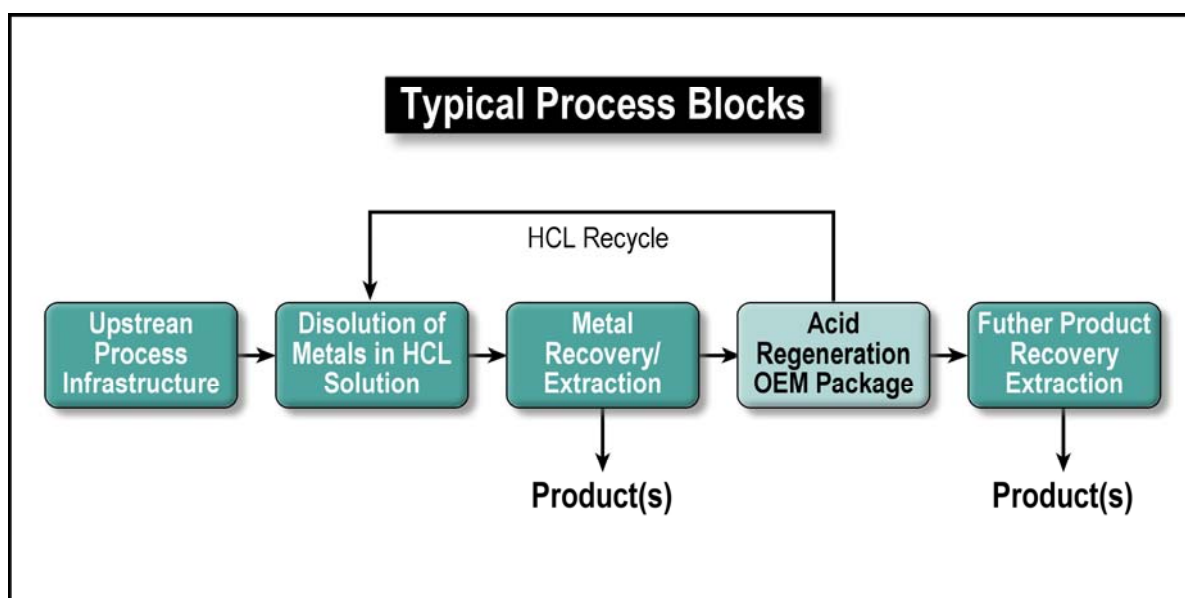 Typical Process Blocks
HCL Recycle
Upstrean
Process
Infrastructure
Disolution of
Metals in HCL
Solution
Metal
Recovery/
Extraction
Acid
Regeneration
OEM Package
Futher Product
Recovery
Extraction
Product(s)
Product(s)